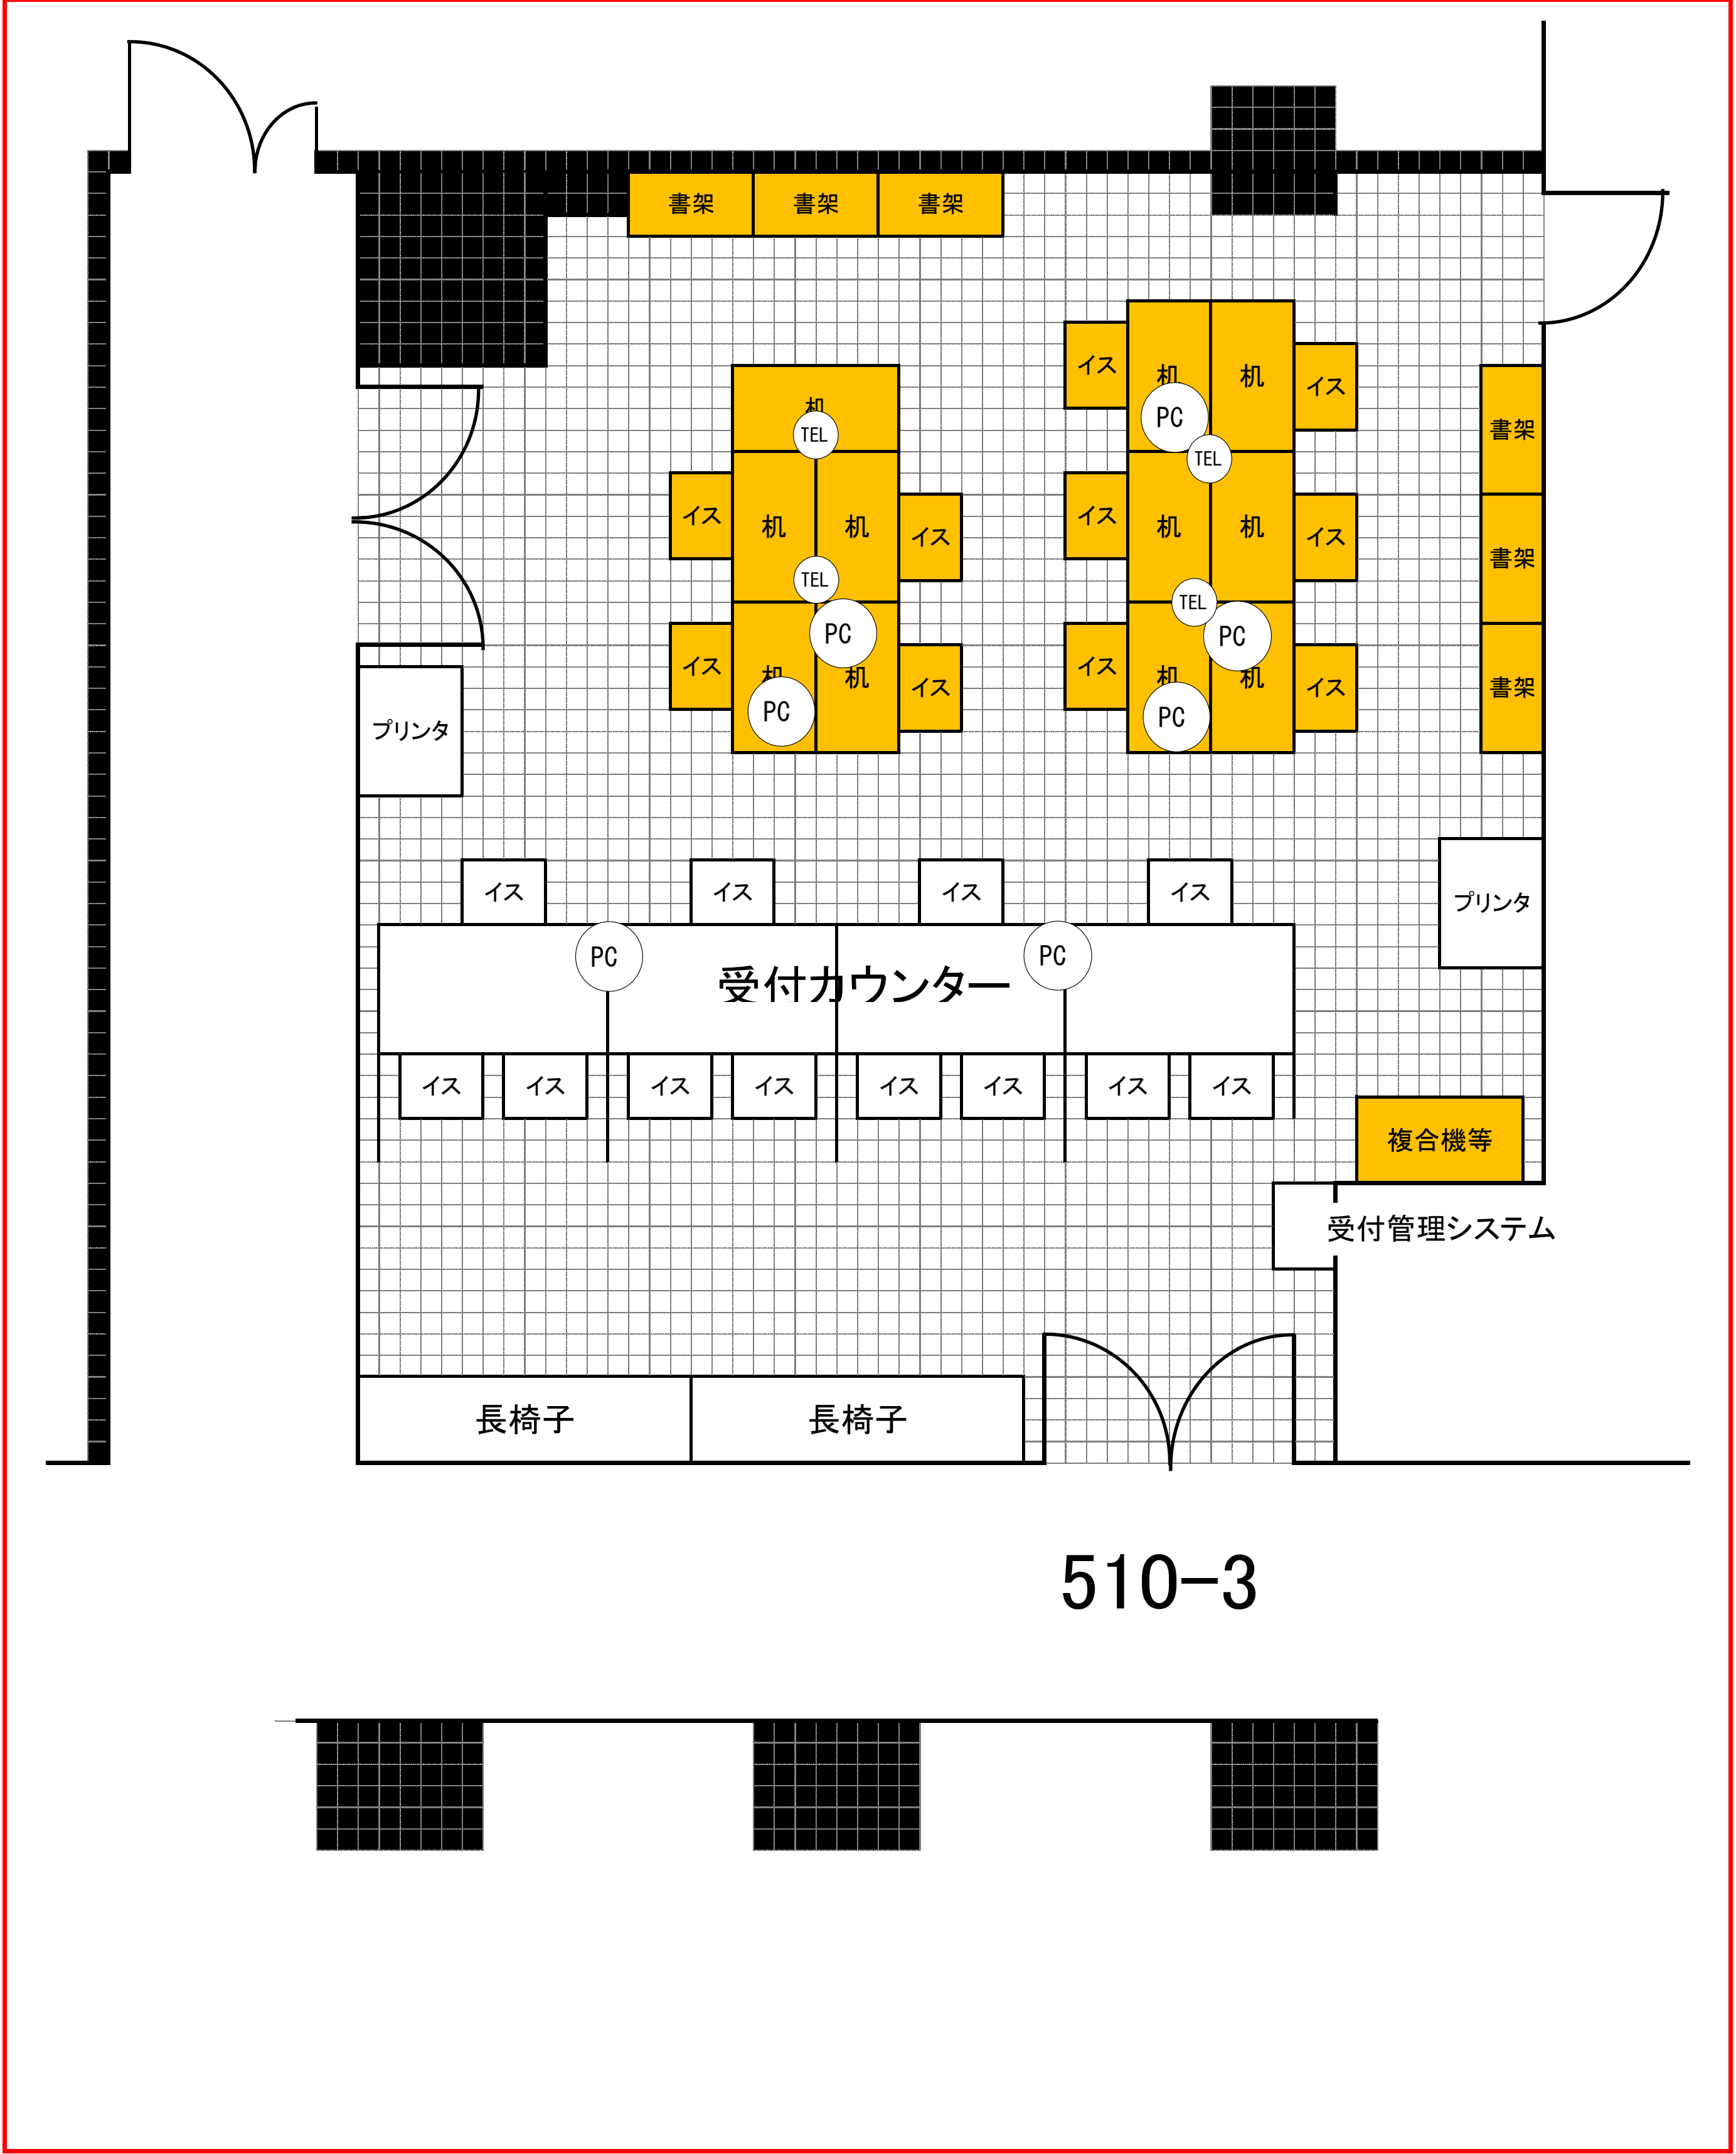 書架 書架 書架
イス 机 机 イス
PC
机
TEL
TEL
書架
イス 机 机 イス
イス 机 机 イス
書架
TEL
TEL
PC
PC
イス 机 机 イス
イス 机 机 イス
書架
PC
PC
プリンタ
イス イス イス イス
プリンタ
PC PC
受付カウンター
イス イス イス イス イス イス イス イス
複合機等
受付管理システム
長椅子 長椅子
510-3